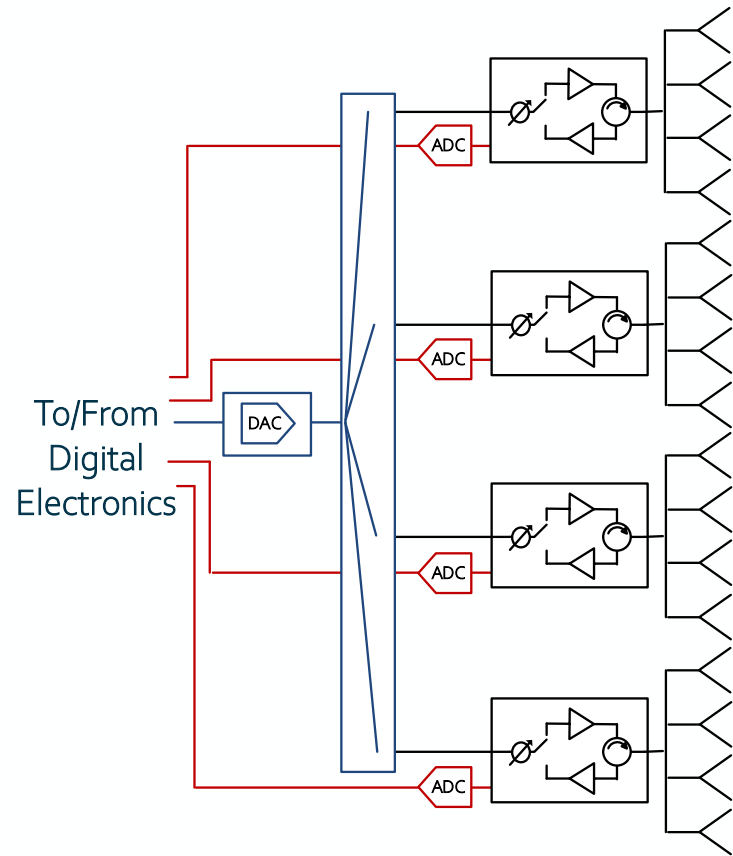 ADC
ADC
To/From
Digital
Electronics
DAC
ADC
ADC